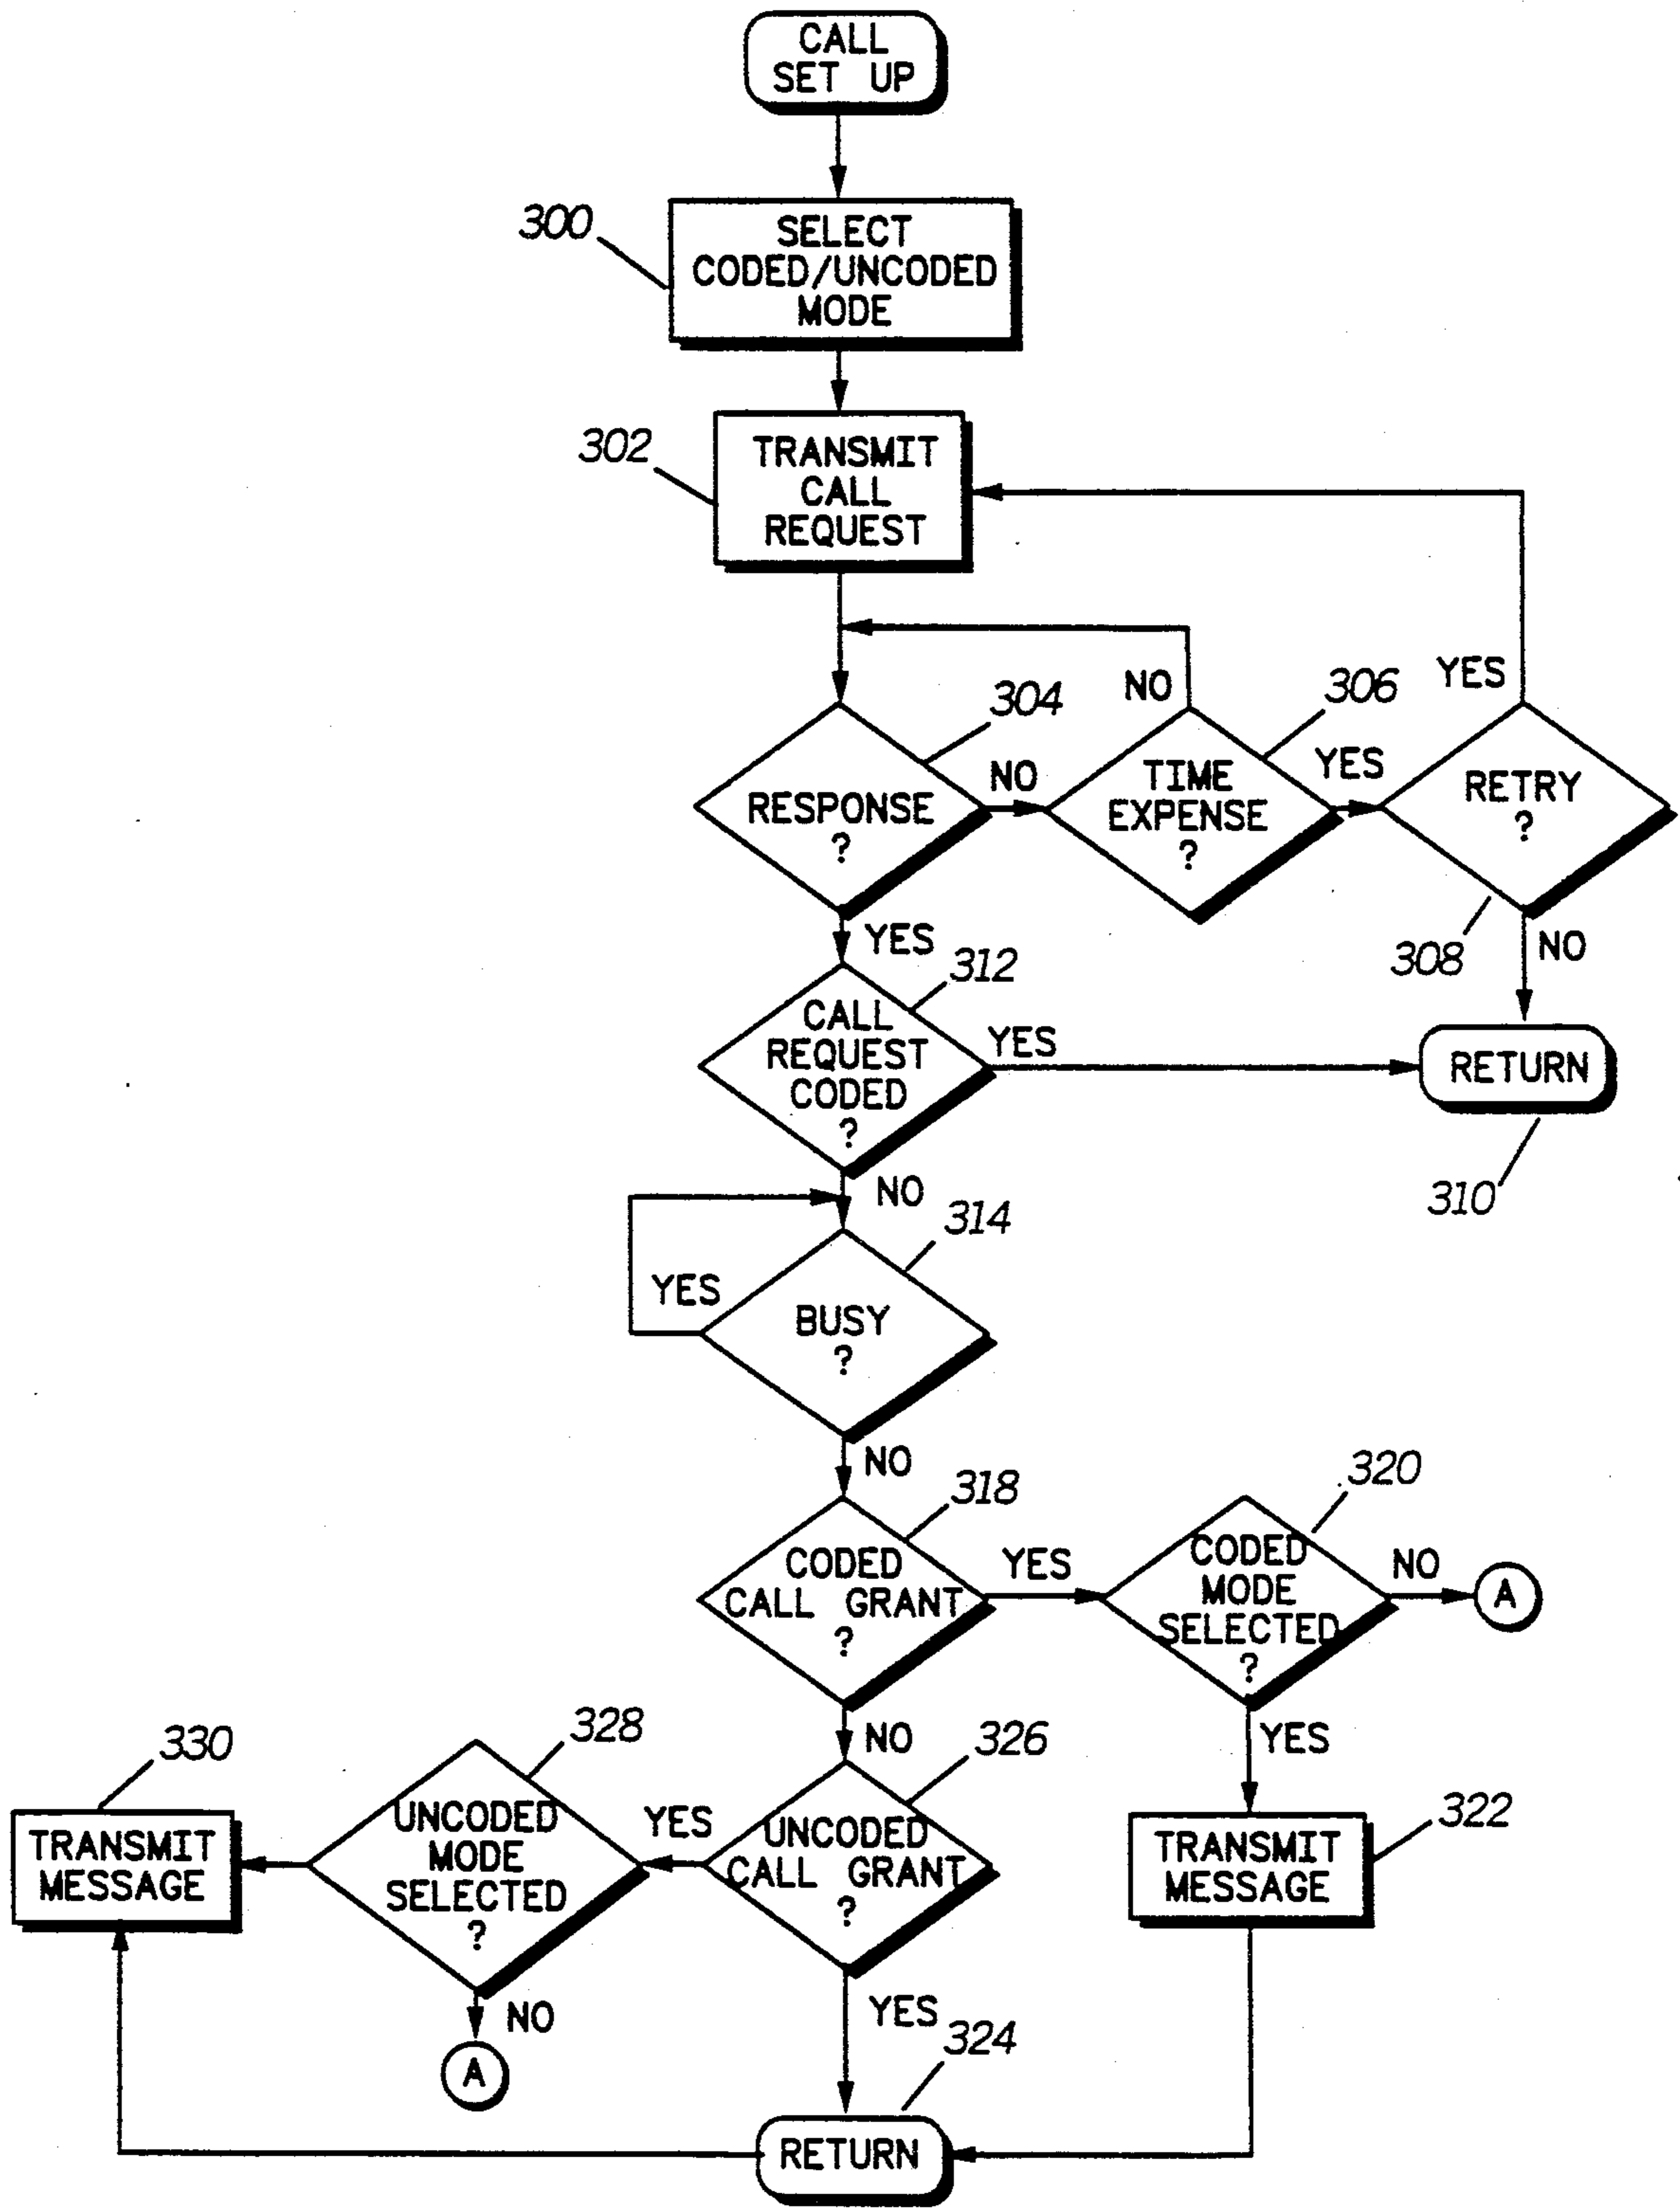 CALL
SET UP
300
SELECT
CODED/UNCODED
MODE
302
TRANSMIT
CALL
REQUEST
304
NO
306
YES
RESPONSE
?
NO
TIME
EXPENSE
?
YES
RETRY
?
YES
312
308
NO
CALL
REQUEST
CODED
?
YES
RETURN
310
NO
314
YES
BUSY
?
NO
318
320
CODED
CALL GRANT
?
YES
CODED
MODE
SELECTED
?
NO
A
NO
YES
330
328
326
322
TRANSMIT
MESSAGE
UNCODED
MODE
SELECTED
?
YES
UNCODED
CALL GRANT
?
TRANSMIT
MESSAGE
NO
A
YES
324
RETURN